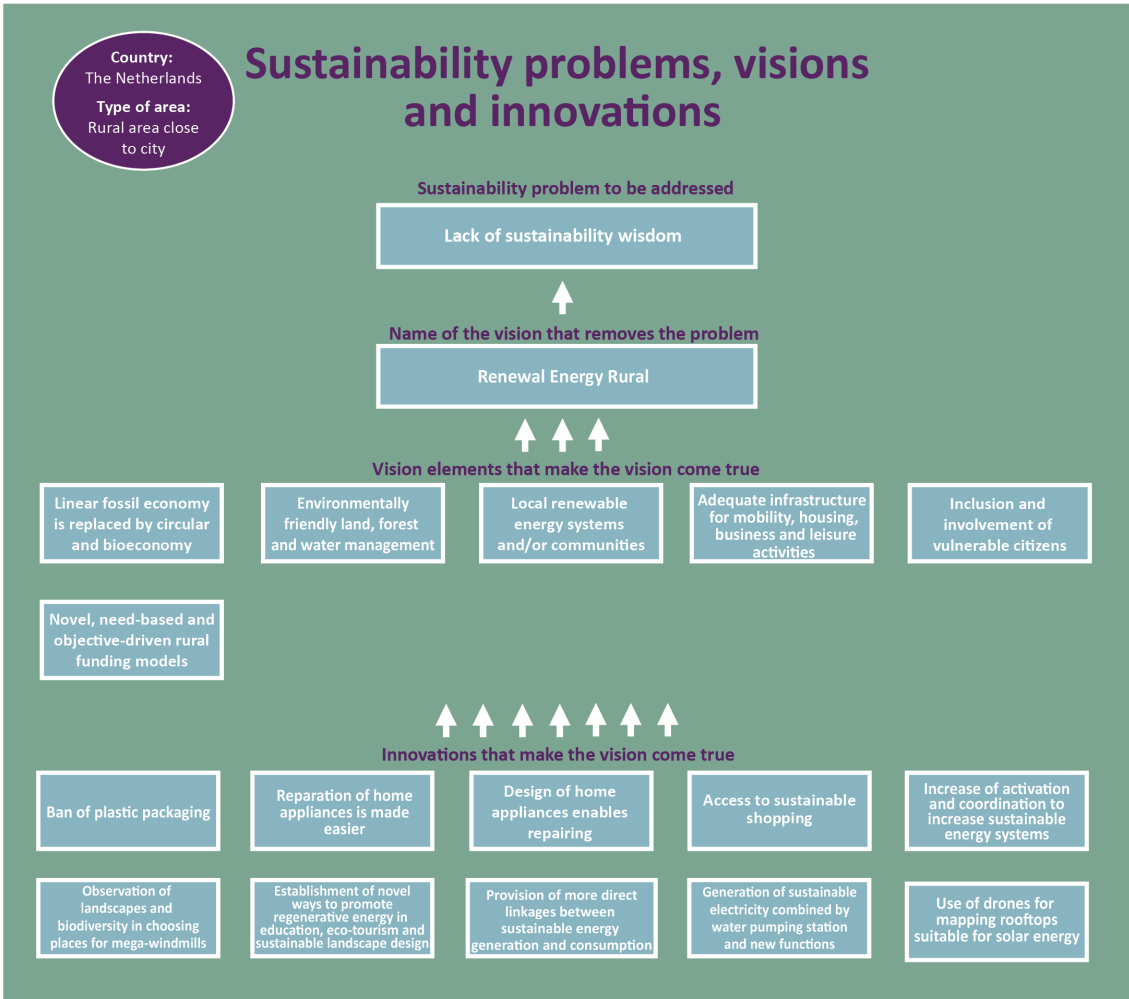 Country:
The Netherlands
Type of area:
Rural area close
to city
Sustainability problems, visions
and innovations
Sustainability problem to be addressed
Lack of sustainability wisdom
Name of the vision that removes the problem
Renewal Energy Rural
Vision elements that make the vision come true
Linear fossil economy
is replaced by circular
and bioeconomy
Environmentally
friendly land, forest
and water management
Local renewable
energy systems
and/or communities
Adequate infrastructure
for mobility, housing,
business and leisure
activities
Inclusion and
involvement of
vulnerable citizens
Novel, need-based and
objective-driven rural
funding models
Innovations that make the vision come true
Ban of plastic packaging
Reparation of home
appliances is made
easier
Design of home
appliances enables
repairing
Access to sustainable
shopping
Increase of activation
and coordination to
increase sustainable
energy systems
Observation of
landscapes and
biodiversity in choosing
places for mega-windmills
Establishment of novel
ways to promote
regenerative energy in
education, eco-tourism and
sustainable landscape design
Provision of more direct
linkages between
sustainable energy
generation and consumption
Generation of sustainable
electricity combined by
water pumping station
and new functions
Use of drones for
mapping rooftops
suitable for solar energy